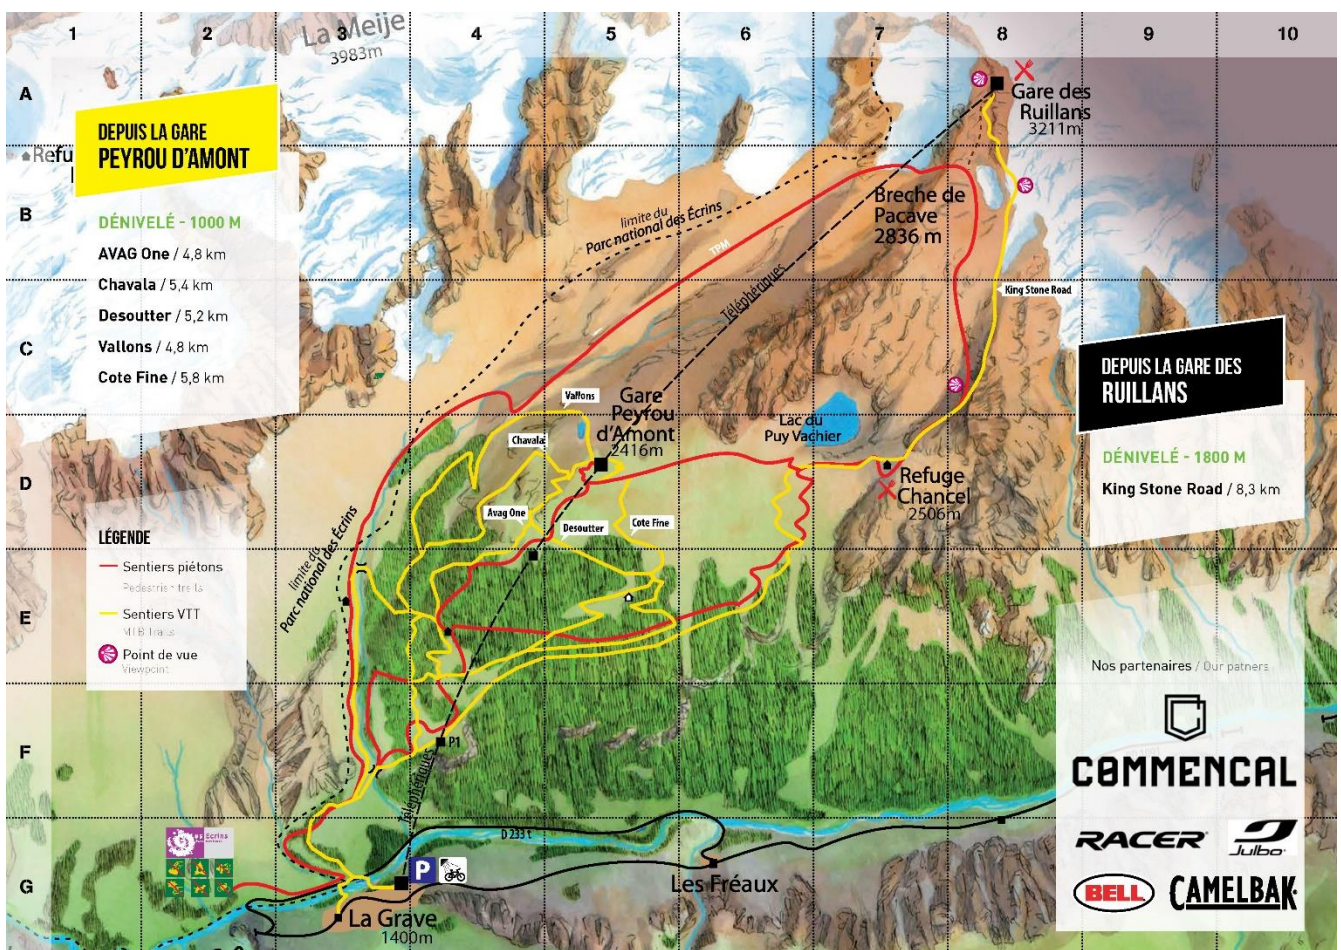 1 2 3 4 5 6 7 8 9 10
A
B
C
D
E
F
G
La Meije
3983m
DEPUIS LA GARE
PEYROU D'AMONT
DÉNIVELÉ - 1000 M
AVAG One / 4,8 km
Chavala / 5,4 km
Desoutter / 5,2 km
Vallons / 4,8 km
Cote Fine / 5,8 km
LÉGENDE
Sentiers piétons
Pedestrien trails
Sentiers VTT
MTB Trails
Point de vue
Viewpoint
Gare des
Ruillans
3211m
Breche de
Pacave
2836 m
limite du
Parc national des Écrins
TPM
Téléphériques
King Stone Road
Vallons
Gare
Peyrou
d'Amont
2416m
Chavala
Lac du
Puy Vachier
Refuge
Chancel
2506m
Avag One
Desoutter
Cote Fine
limite du
Parc national des Écrins
P1
Téléphériques
D 233 t
P
Les Fréaux
La Grave
1400m
DEPUIS LA GARE DES
RUILLANS
DÉNIVELÉ - 1800 M
King Stone Road / 8,3 km
Nos partenaires / Our patners
COMMENCAL
RACER
Julbo
BELL
CAMELBAK